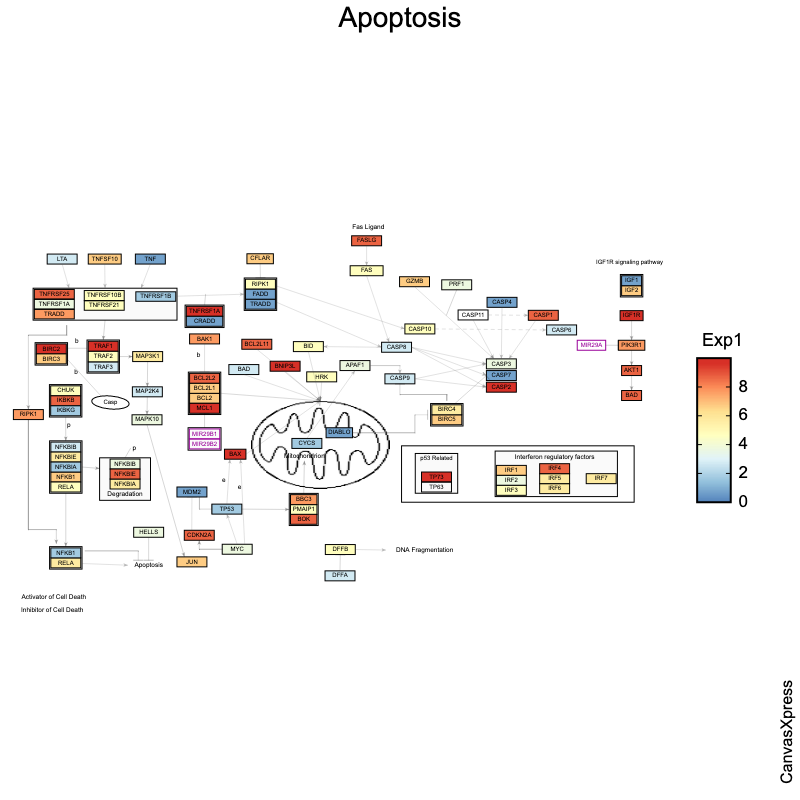 Apoptosis
Fas Ligand
FASLG
LTA
TNFSF10
TNF
CFLAR
FAS
IGF1R signaling pathway
TNFRSF25
TNFRSF1A
TRADD
TNFRSF10B
TNFRSF21
TNFRSF1B
RIPK1
FADD
TRADD
GZMB
PRF1
IGF1
IGF2
TNFRSF1A
CRADD
CASP4
CASP11
CASP1
IGF1R
CASP10
CASP6
BIRC2
BIRC3
b
b
TRAF1
TRAF2
TRAF3
MAP3K1
BAK1
b
BCL2L11
BID
CASP8
MIR29A
PIK3R1
Exp1
8
6
4
2
0
BAD
BNIP3L
HRK
APAF1
CASP9
CASP3
CASP7
CASP2
AKT1
BAD
CHUK
IKBKB
IKBKG
p
Casp
MAP2K4
MAPK10
BCL2L2
BCL2L1
BCL2
MCL1
MIR29B1
MIR29B2
BIRC4
BIRC5
RIPK1
DIABLO
CYCS
Mitochondrion
NFKBIB
NFKBIE
NFKBIA
NFKB1
RELA
p
NFKBIB
NFKBIE
NFKBIA
Degradation
BAX
e
e
p53 Related
TP73
TP63
Interferon regulatory factors
IRF1
IRF2
IRF3
IRF4
IRF5
IRF6
IRF7
MDM2
TP53
BBC3
PMAIP1
BOK
HELLS
CDKN2A
MYC
JUN
NFKB1
RELA
Apoptosis
DFFB
DNA Fragmentation
DFFA
Activator of Cell Death
Inhibitor of Cell Death
CanvasXpress